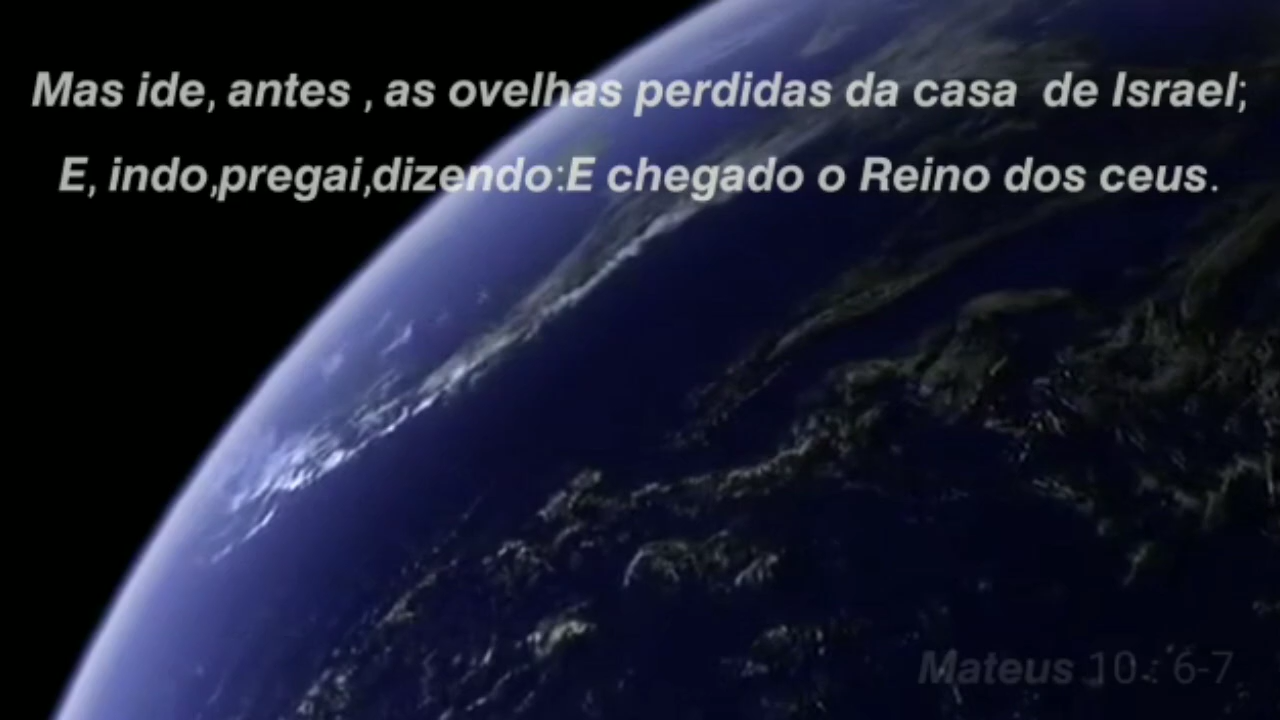 Mas ide, antes , as ovelhas perdidas da casa  de Israel;
E, indo,pregai,dizendo:E chegado o Reino dos ceus.
Mateus 10 : 6-7